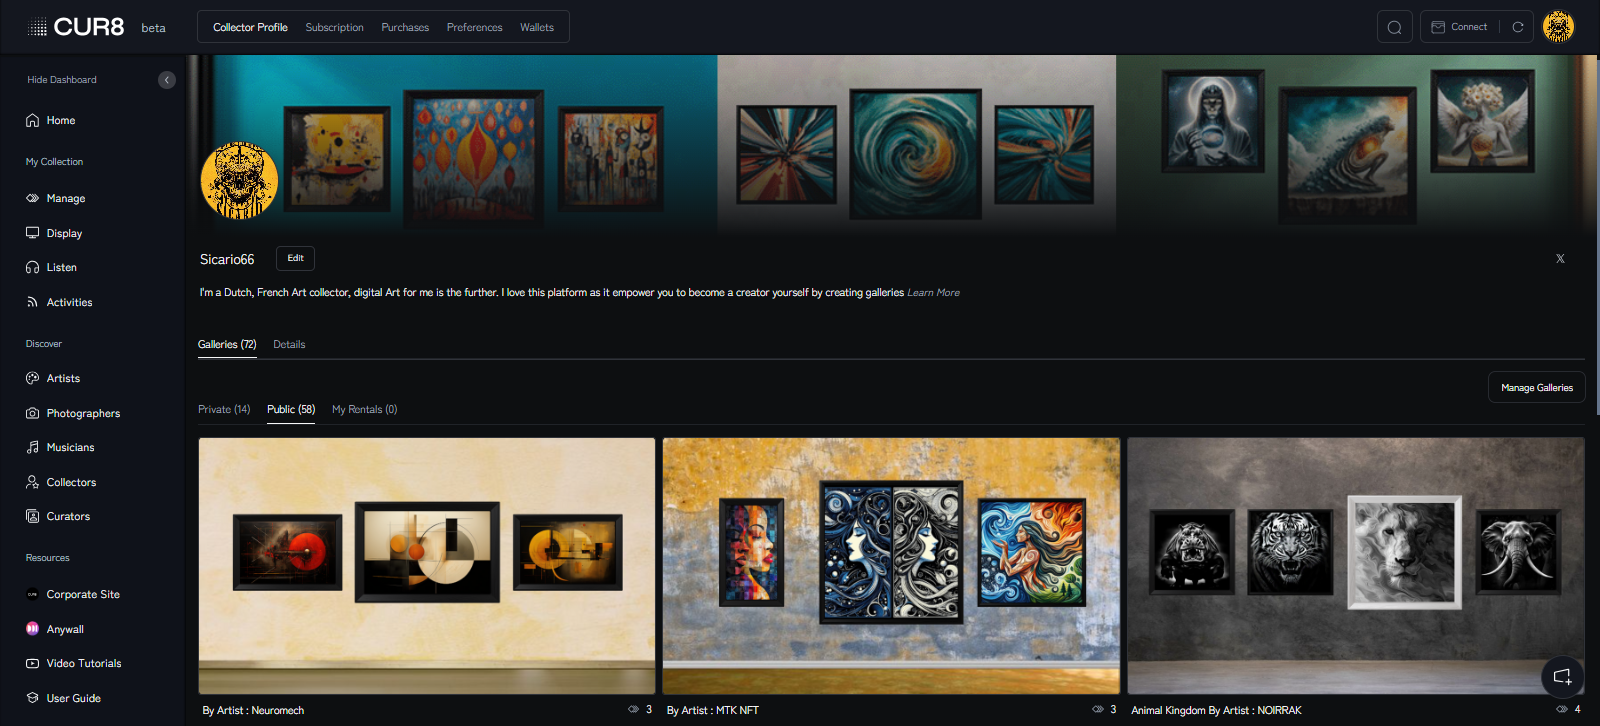 CUR8 beta
Collector Profile Subscription Purchases Preferences Wallets
Connect
Hide Dashboard
Home
My Collection
Manage
Display
Listen
Activities
Discover
Artists
Photographers
Musicians
Collectors
Curators
Resources
Corporate Site
Anywall
Video Tutorials
User Guide
Sicario66 Edit
I'm a Dutch, French Art collector, digital Art for me is the further. I love this platform as it empower you to become a creator yourself by creating galleries Learn More
Galleries (72) Details
Manage Galleries
Private (14) Public (58) My Rentals (0)
By Artist : Neuromech 3
By Artist : MTK NFT 3
Animal Kingdom By Artist : NOIRRAK 4